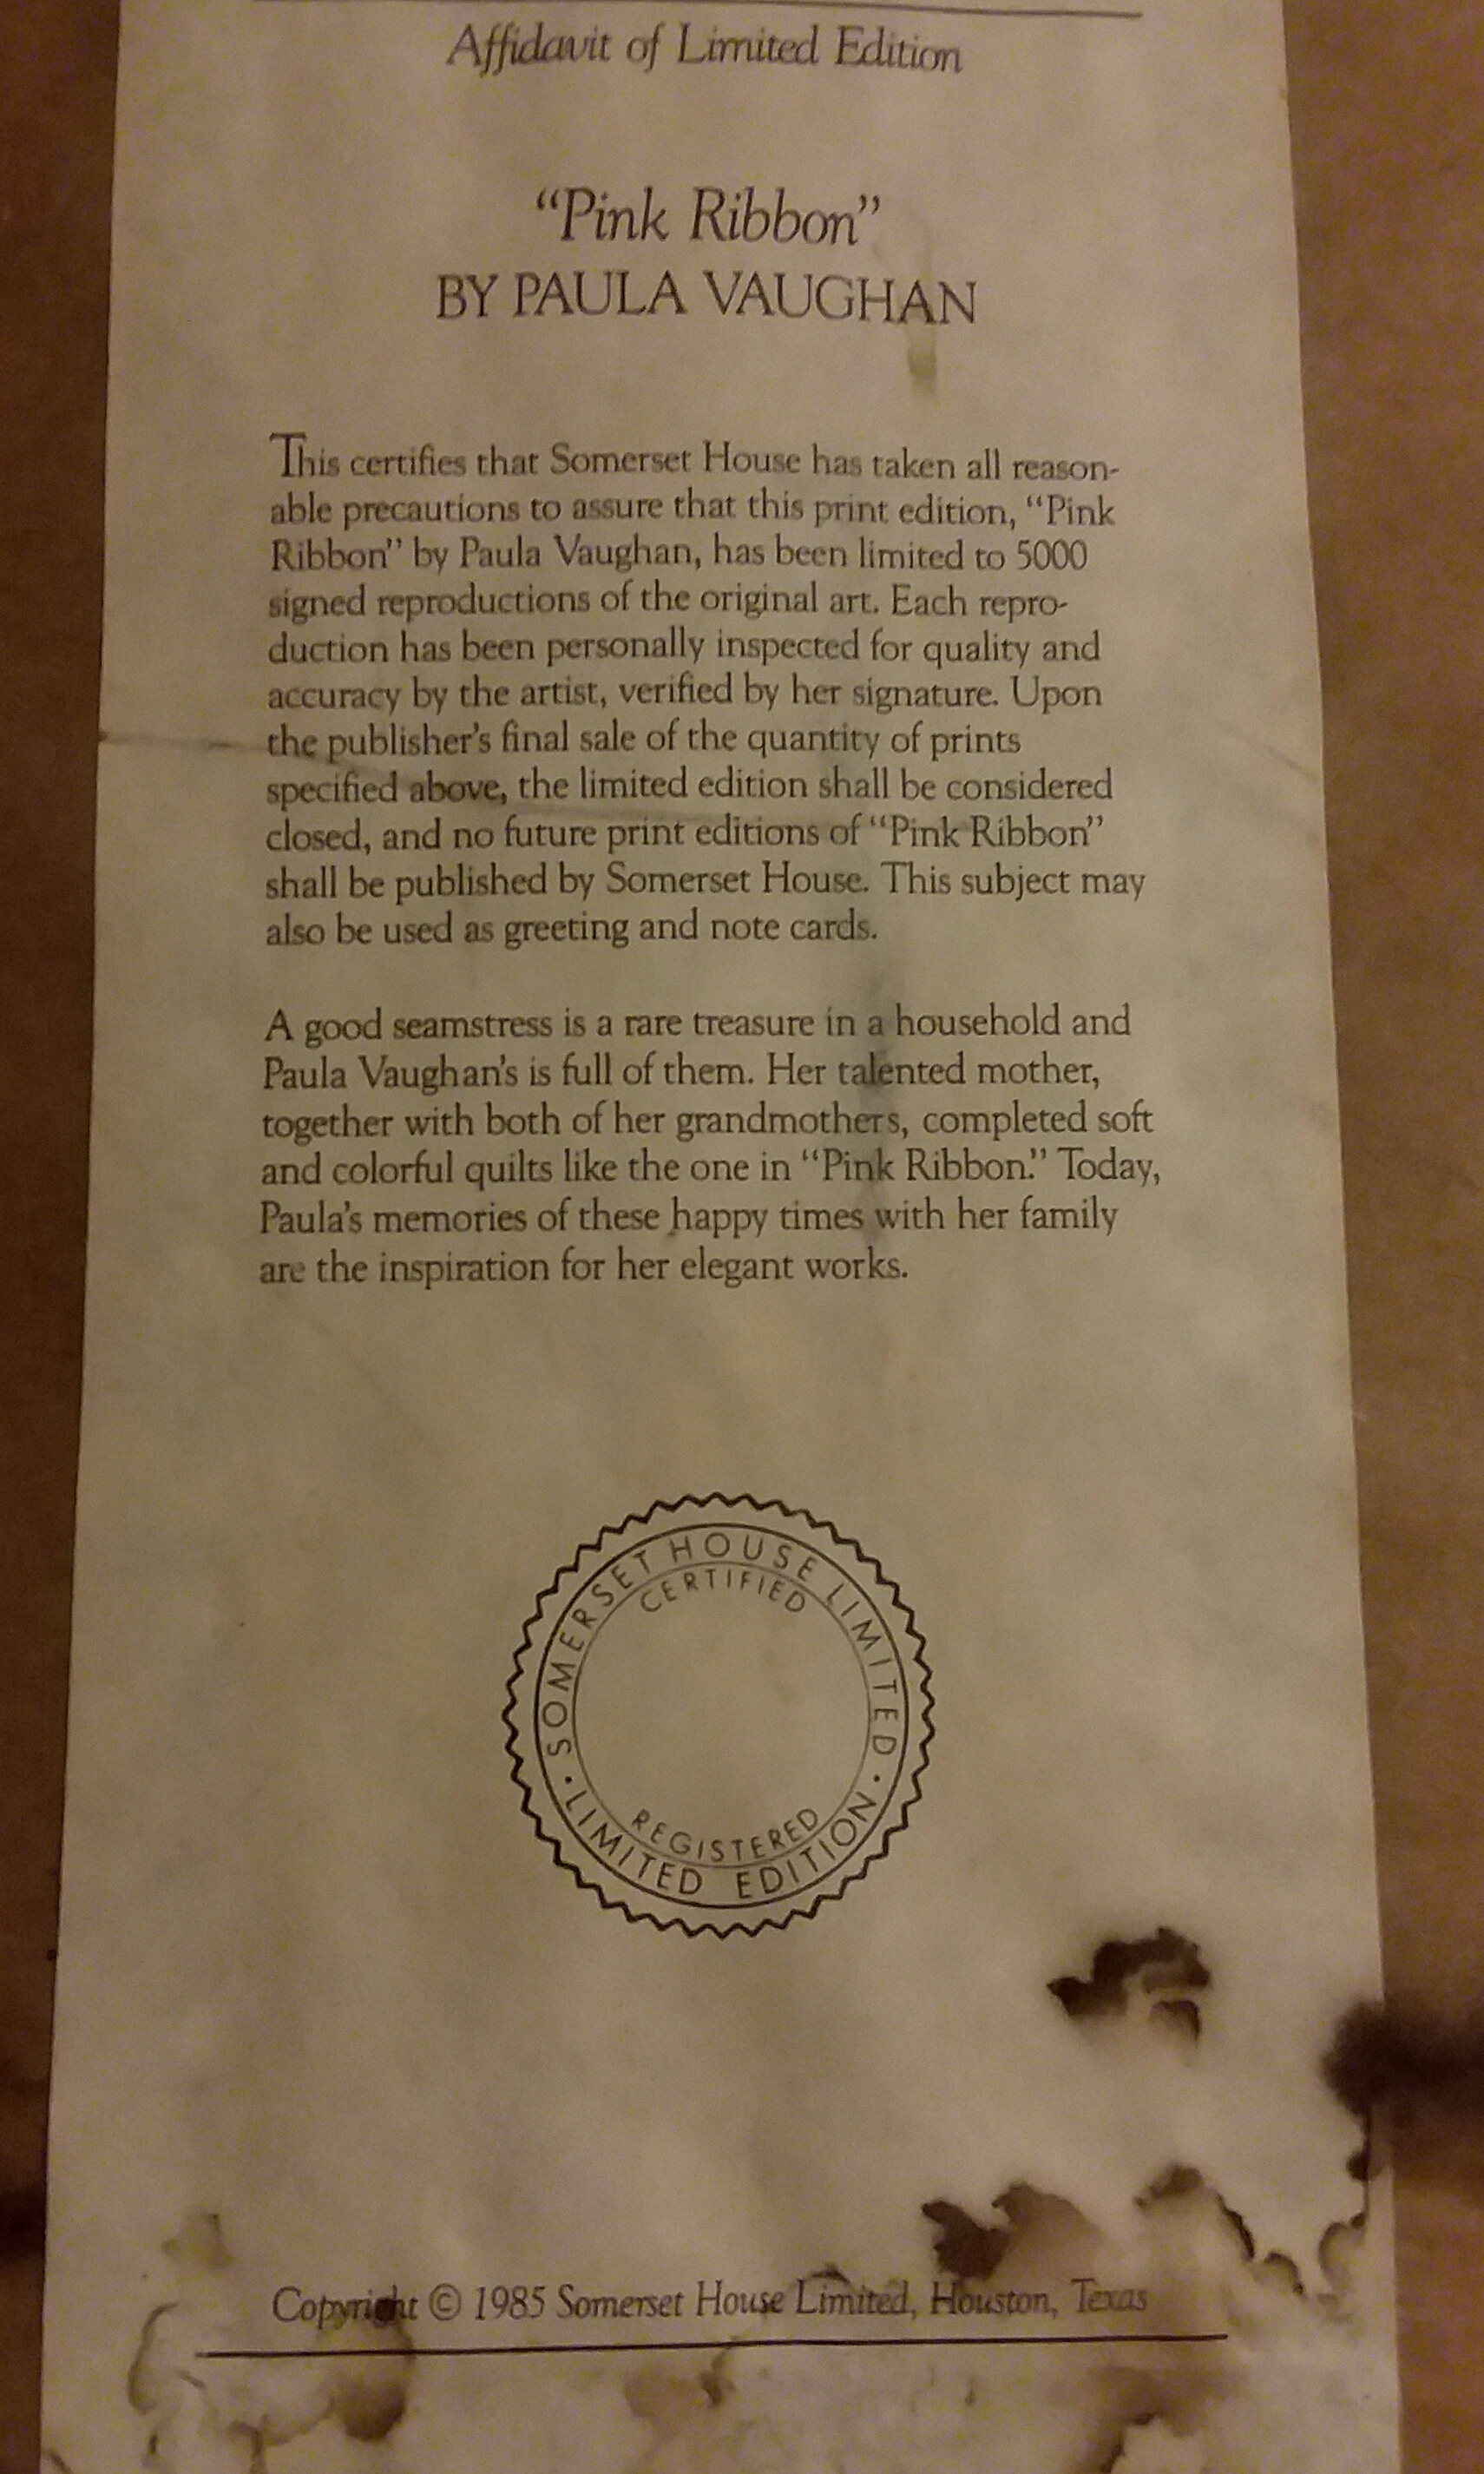 Affidavit of Limited Edition
“Pink Ribbon”
BY PAULA VAUGHAN
This certifies that Somerset House has taken all reason-
able precautions to assure that this print edition, “Pink
Ribbon” by Paula Vaughan, has been limited to 5000
signed reproductions of the original art. Each repro-
duction has been personally inspected for quality and
accuracy by the artist, verified by her signature. Upon
the publisher's final sale of the quantity of prints
specified above, the limited edition shall be considered
closed, and no future print editions of “Pink Ribbon”
shall be published by Somerset House. This subject may
also be used as greeting and note cards.
A good seamstress is a rare treasure in a household and
Paula Vaughan's is full of them. Her talented mother,
together with both of her grandmothers, completed soft
and colorful quilts like the one in “Pink Ribbon.” Today,
Paula's memories of these happy times with her family
are the inspiration for her elegant works.
SOMERSET HOUSE LIMITED
CERTIFIED
REGISTERED
· LIMITED EDITION ·
Copyright © 1985 Somerset House Limited, Houston, Texas